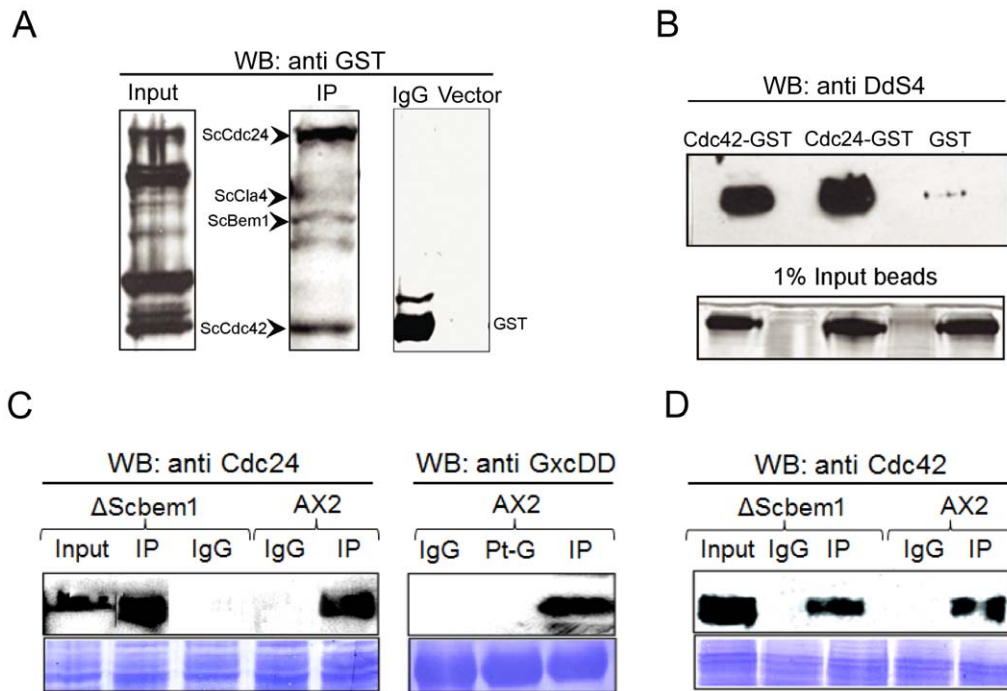 A
WB: anti GST
Input
IP
IgG Vector
ScCdc24
ScCla4
ScBem1
ScCdc42
GST
B
WB: anti DdS4
Cdc42-GST Cdc24-GST GST
1% Input beads
C
WB: anti Cdc24
ΔScbem1 AX2
Input IP IgG IgG IP
WB: anti GxcDD
AX2
IgG Pt-G IP
D
WB: anti Cdc42
ΔScbem1 AX2
Input IgG IP IgG IP